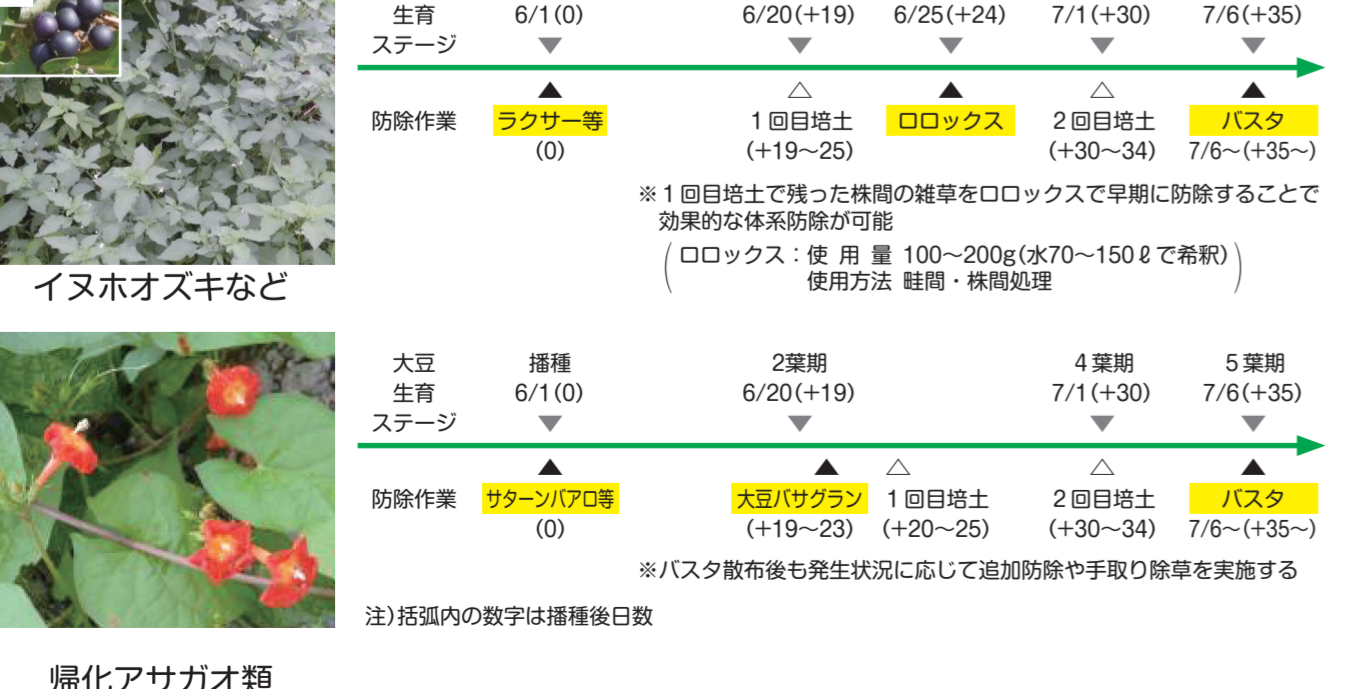 生育 6/1(0) 6/20(+19) 6/25(+24) 7/1(+30) 7/6(+35)
ステージ ▼ ▼ ▼ ▼ ▼
▲ △ ▲ △ ▲
防除作業 ラクサー等 1回目培土 ロロックス 2回目培土 バスタ
(0) (+19～25) (+30～34) 7/6～(+35～)
※1回目培土で残った株間の雑草をロロックスで早期に防除することで
効果的な体系防除が可能
(ロロックス：使用量 100～200g(水70～150ℓで希釈)
使用方法 畦間・株間処理)
イヌホオズキなど
大豆 播種 2葉期 4葉期 5葉期
生育 6/1(0) 6/20(+19) 7/1(+30) 7/6(+35)
ステージ ▼ ▼ ▼ ▼
▲ ▲ △ △ ▲
防除作業 サターンバアロ等 大豆バサグラン 1回目培土 2回目培土 バスタ
(0) (+19～23) (+20～25) (+30～34) 7/6～(+35～)
※バスタ散布後も発生状況に応じて追加防除や手取り除草を実施する
注)括弧内の数字は播種後日数
帰化アサガオ類